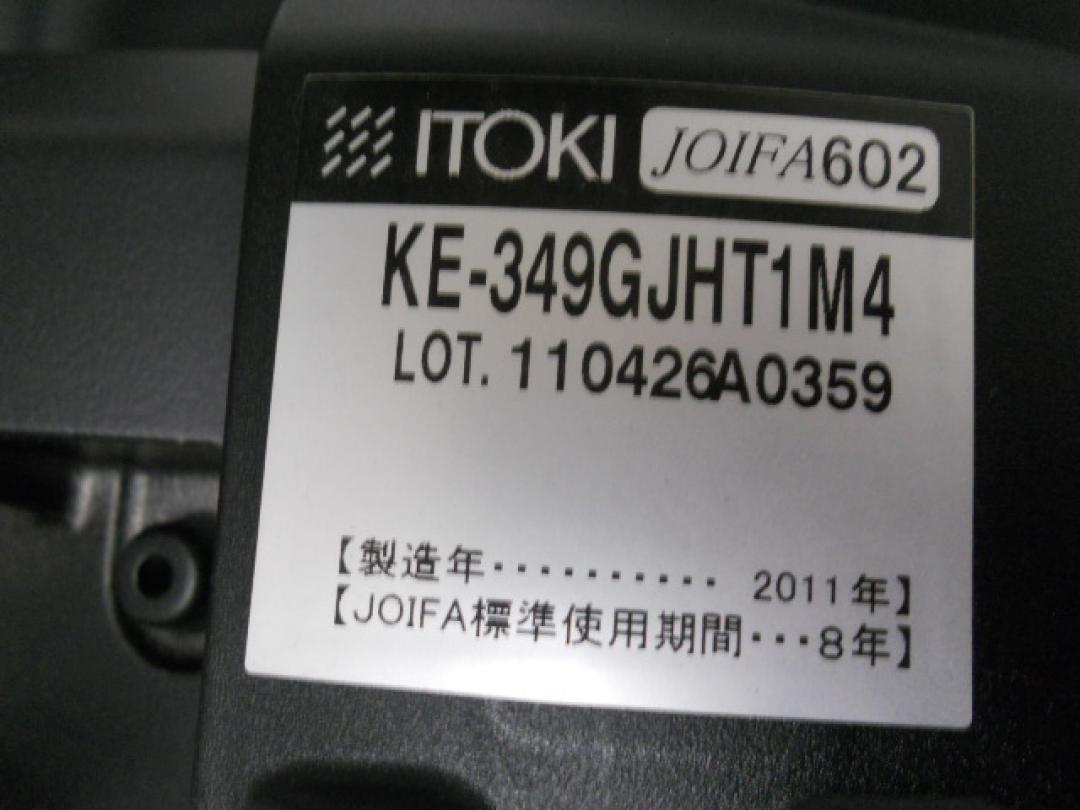 ITOKI JOIFA602
KE-349GJHT1M4
LOT. 110426A0359
【製造年・・・・・・・・・・ 2011年】
【JOIFA標準使用期間・・・8年】